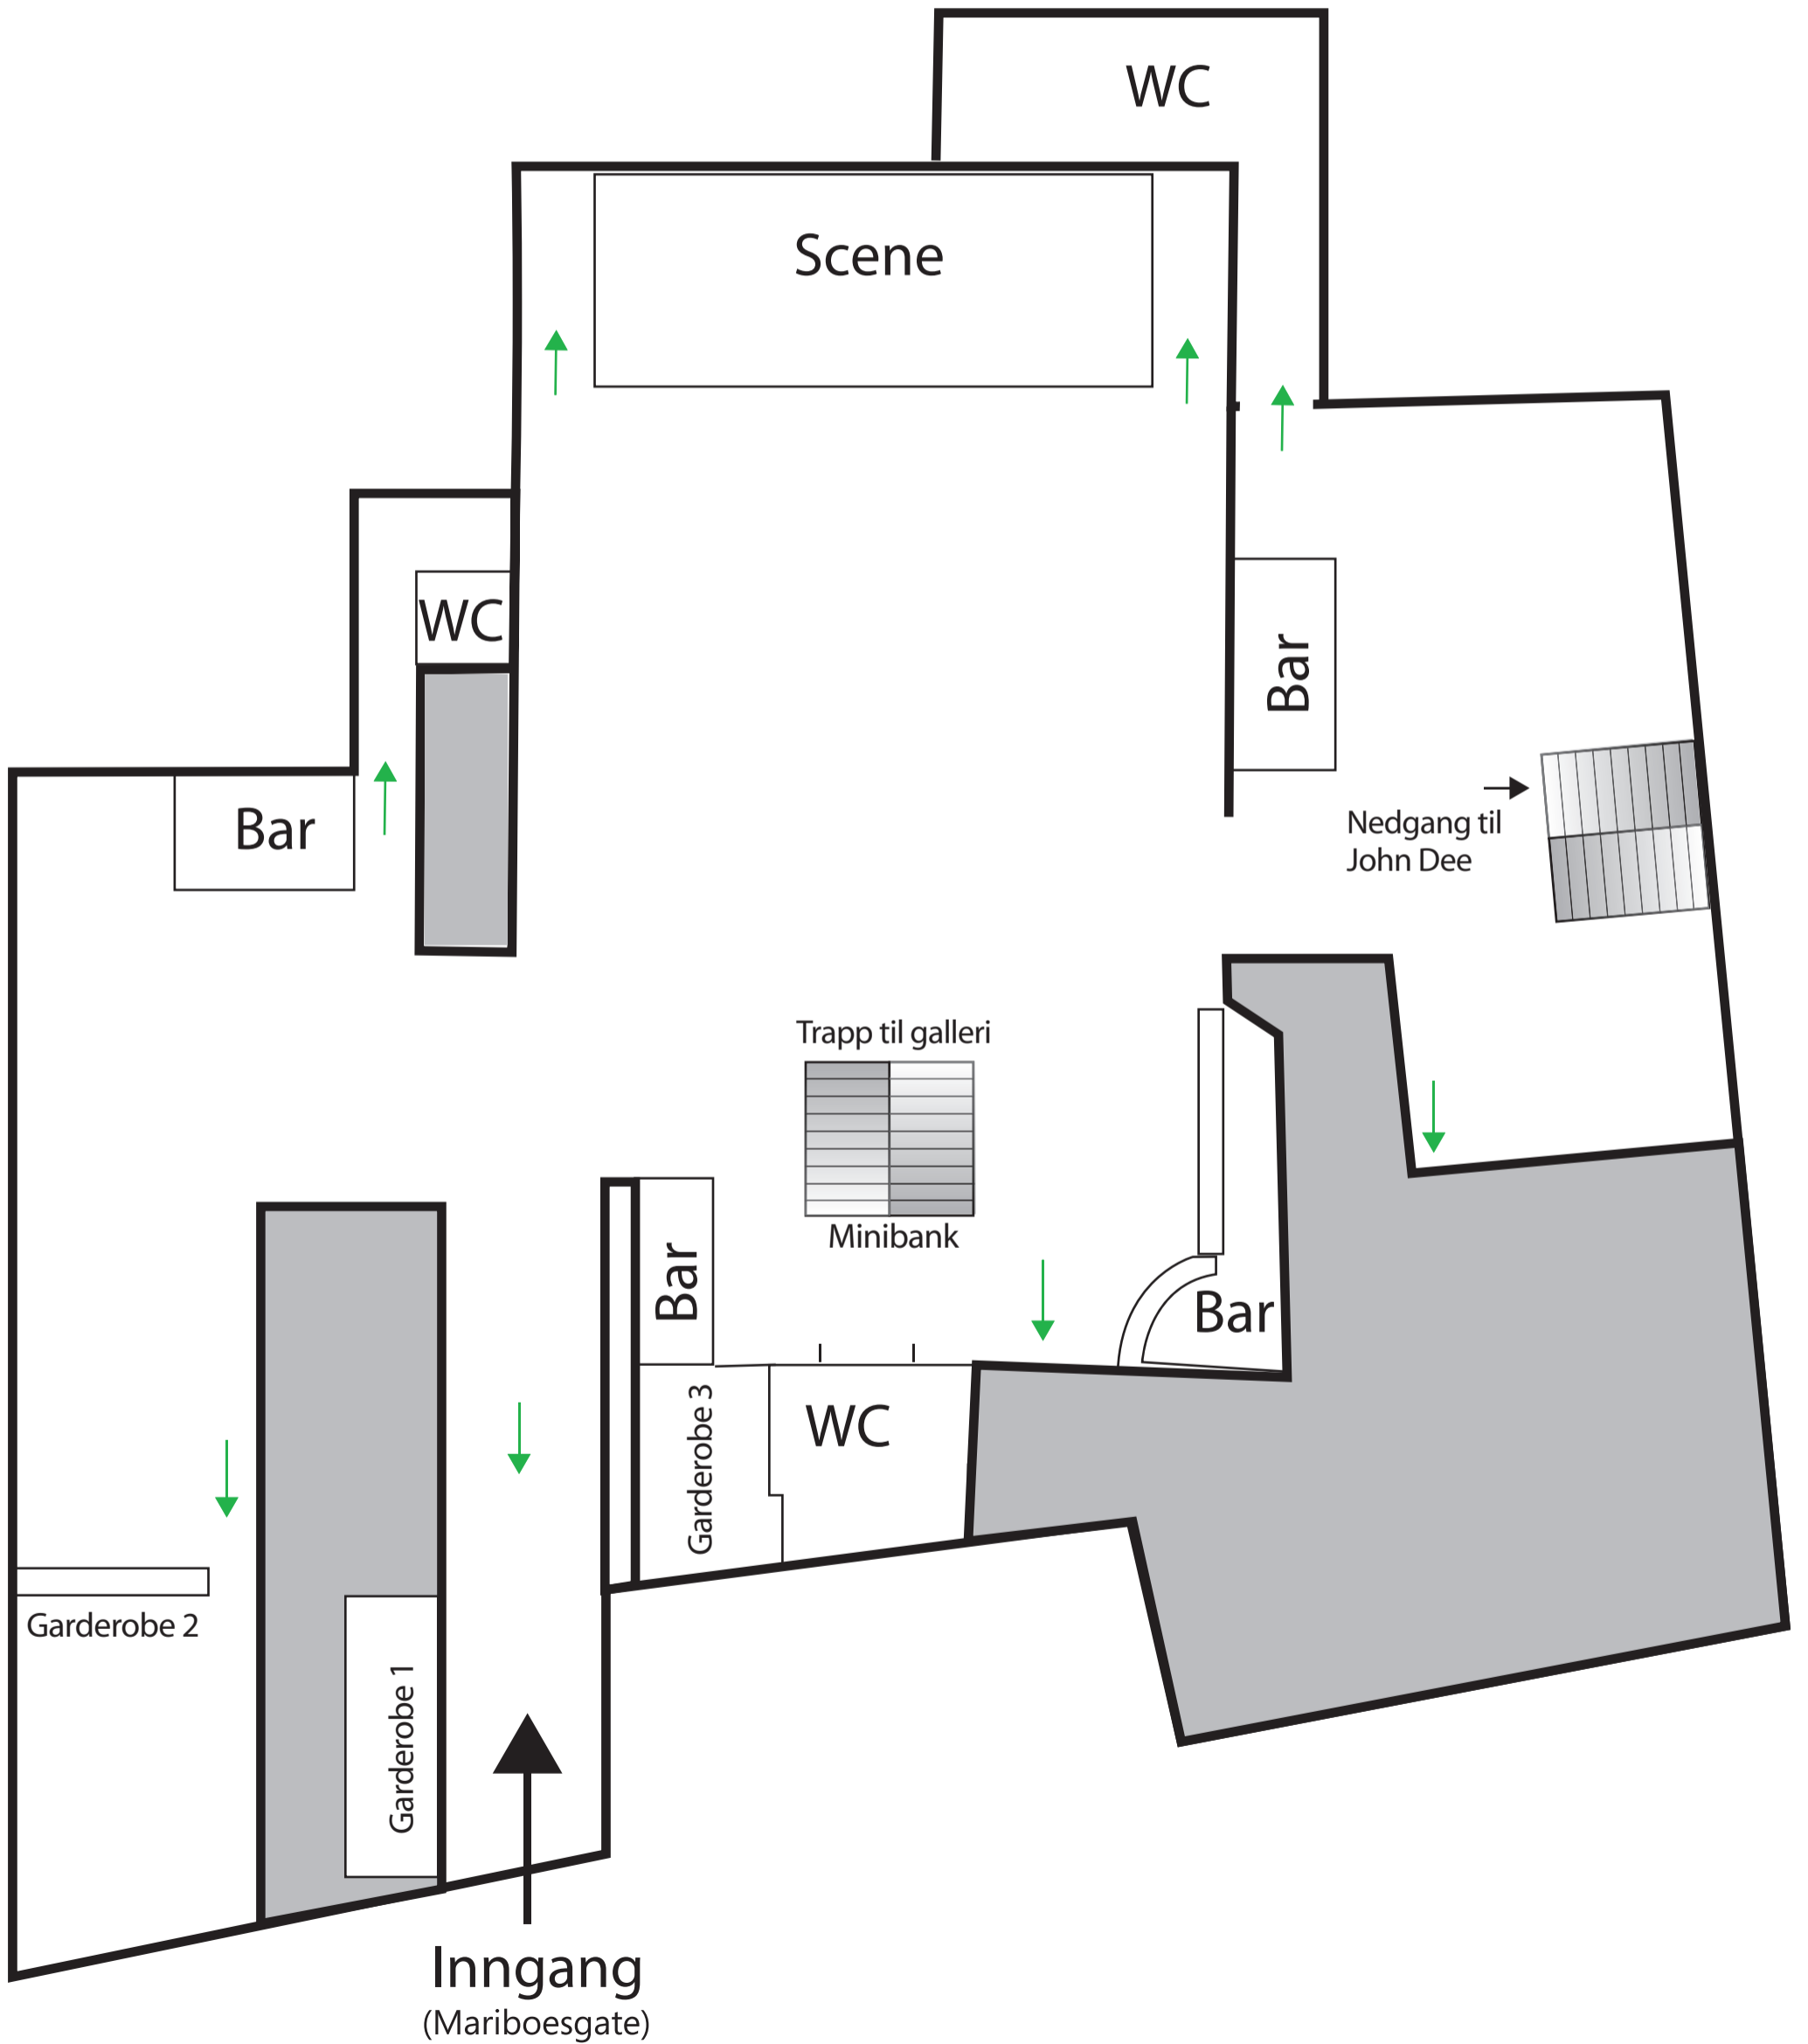 WC
Scene
WC
Bar
Bar
Nedgang til
John Dee
Trapp til galleri
Minibank
Bar
Bar
Garderobe 3
WC
Garderobe 2
Garderobe 1
Inngang
(Mariboesgate)